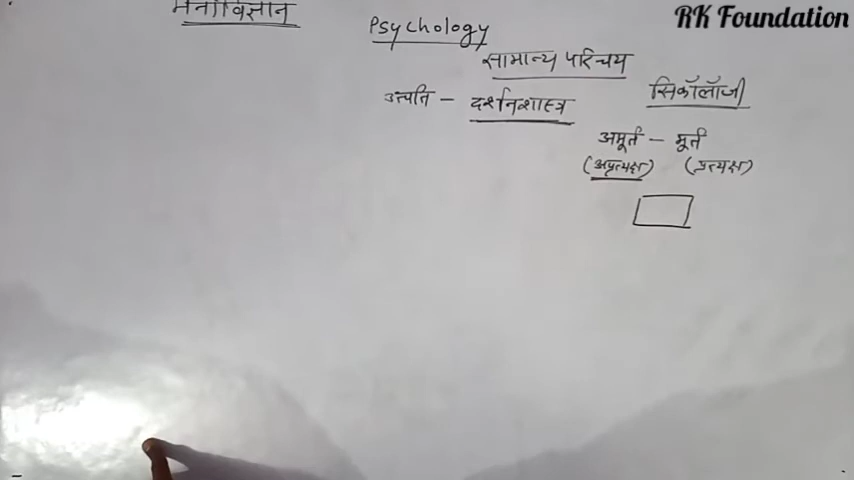 मनोविज्ञान
RK Foundation
Psychology
सामान्य परिचय
उत्पति - दर्शनशास्त्र
सिकॉलॉजी
अमूर्त - मूर्त
(अप्रत्यक्ष) (प्रत्यक्ष)